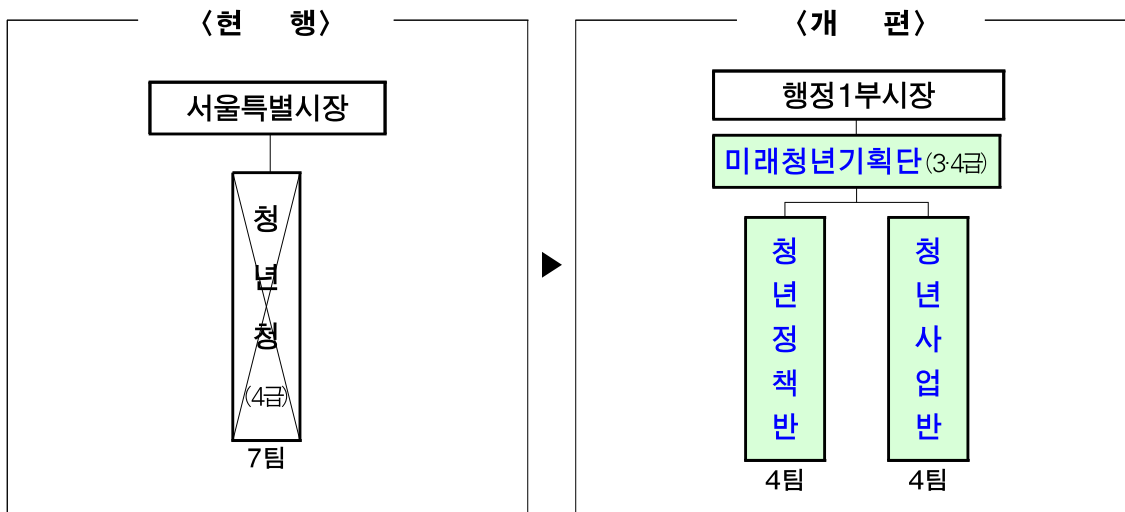 〈현 행〉
서울특별시장
청년청
(4급)
7팀
▶
〈개 편〉
행정1부시장
미래청년기획단(3·4급)
청년정책반
4팀
청년사업반
4팀